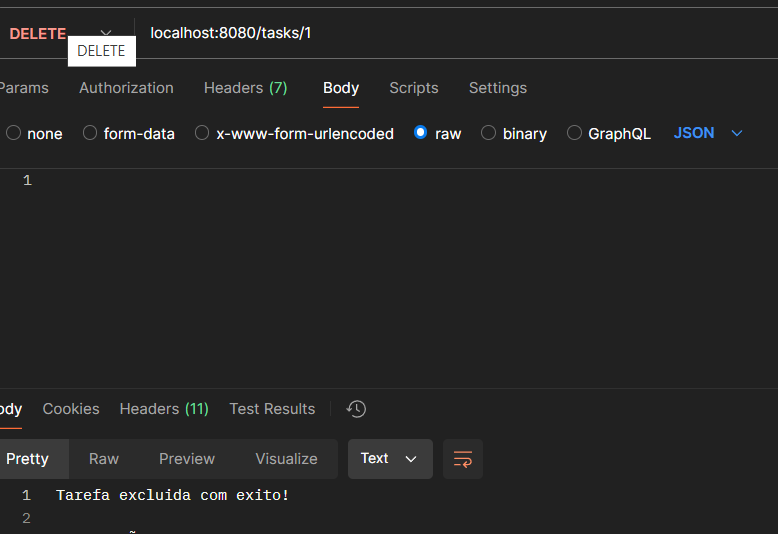 DELETE
localhost:8080/tasks/1
DELETE
Params Authorization Headers (7) Body Scripts Settings
none form-data x-www-form-urlencoded raw binary GraphQL JSON
1
Cookies Headers (11) Test Results
Pretty Raw Preview Visualize Text
1 Tarefa excluida com exito!
2